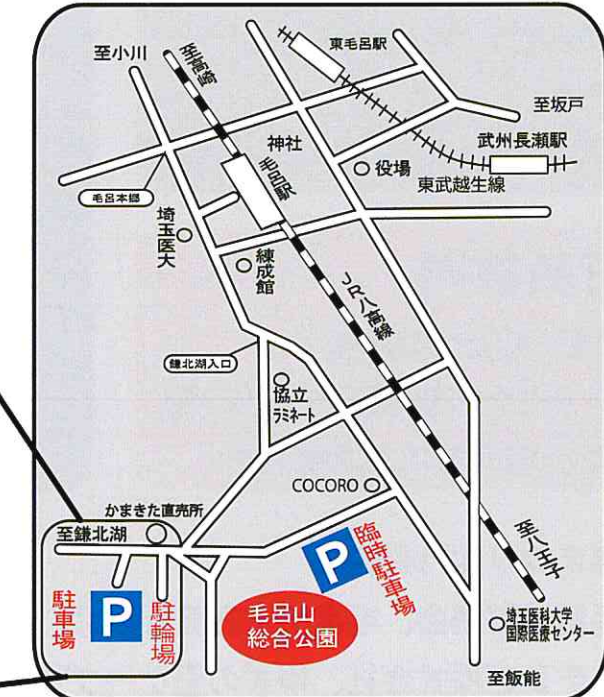 至小川
至高崎
東毛呂駅
至坂戸
神社
武州長瀬駅
毛呂駅
役場
東武越生線
毛呂本郷
埼玉医大
練成館
JR八高線
鎌北湖入口
協立
ラミネート
COCORO
かまきた直売所
至鎌北湖
P
臨時駐車場
至八王子
駐車場
P
駐輪場
毛呂山
総合公園
埼玉医科大学
国際医療センター
至飯能